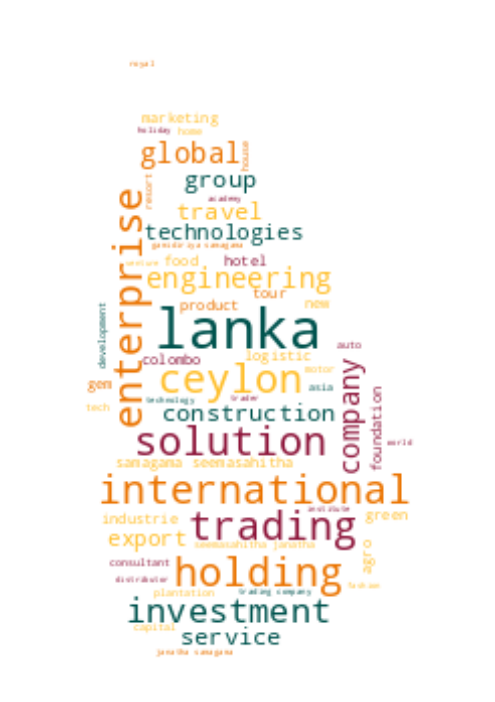 royal
marketing
holiday home
global house
group
resort
academy
travel
technologies
gamidiriya samagama
venture food hotel
engineering
enterprise
tour
product new
lanka
development
auto
colombo logistic
motor
ceylon
gem asia
technology trader
tech
construction
company
foundation
solution world
samagama seemasahitha
international
institute
industrie trading green
export
seemasahitha janatha
agro
consultant
holding
distributor
plantation trading company fashion
investment
capital
service
janatha samagama